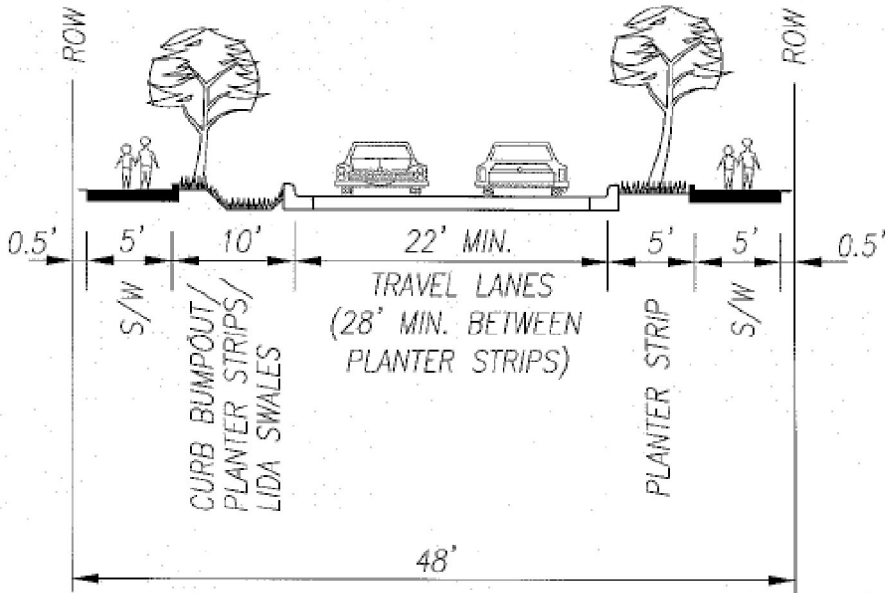 ROW
ROW
0.5'
5'
10'
22' MIN.
5'
5'
0.5'
S/W
CURB BUMPOUT/
PLANTER STRIPS/
LIDA SWALES
TRAVEL LANES
(28' MIN. BETWEEN
PLANTER STRIPS)
PLANTER STRIP
S/W
48'